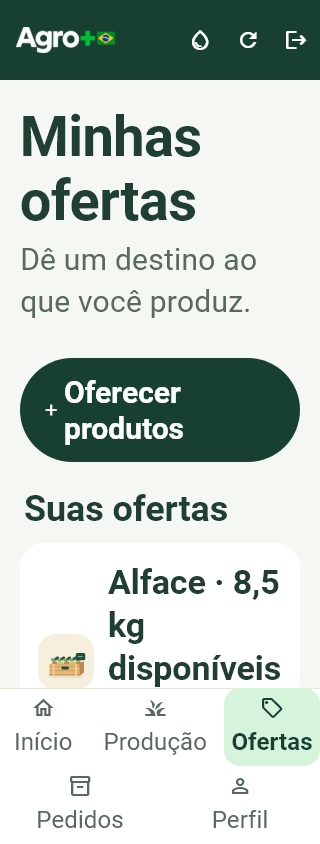 Agro+
Minhas
ofertas
Dê um destino ao
que você produz.
+ Oferecer
produtos
Suas ofertas
Alface · 8,5
kg
disponíveis
Início
Produção
Ofertas
Pedidos
Perfil